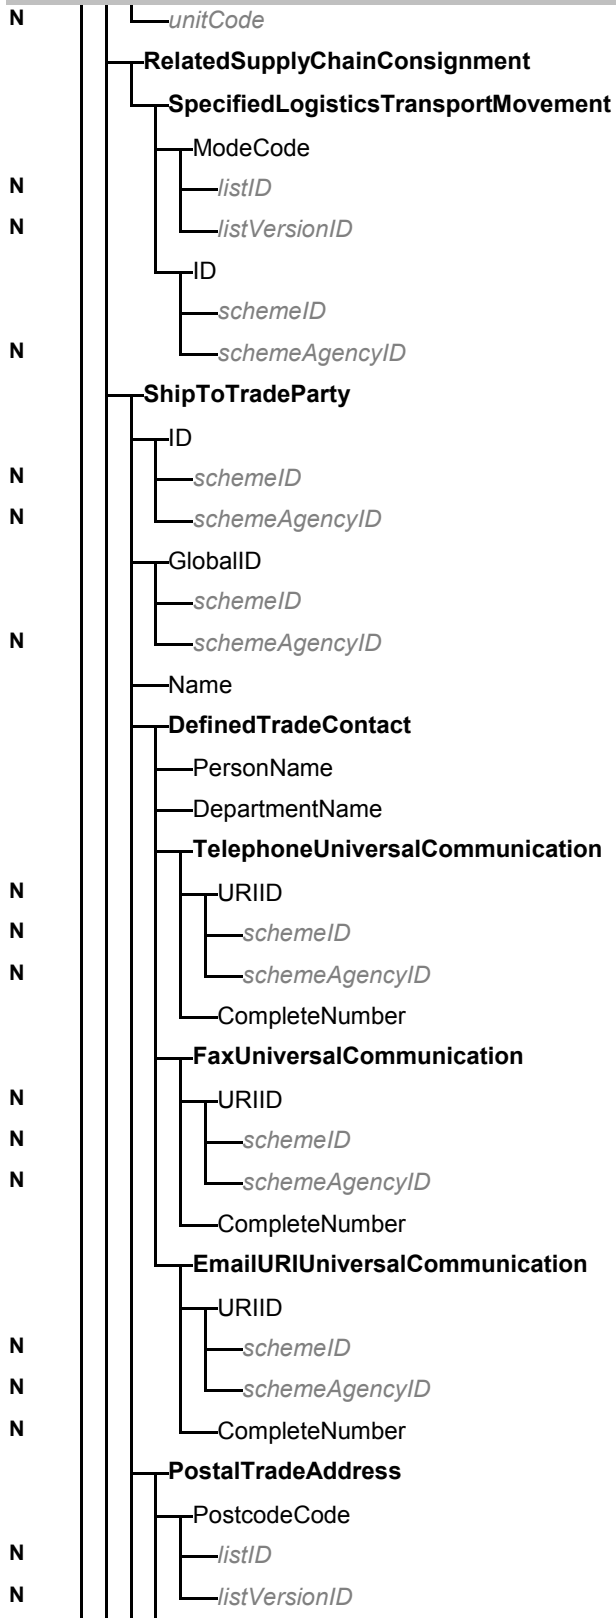 N unitCode
RelatedSupplyChainConsignment
SpecifiedLogisticsTransportMovement
ModeCode
N listID
N listVersionID
ID
schemeID
N schemeAgencyID
ShipToTradeParty
ID
N schemeID
N schemeAgencyID
GlobalID
schemeID
N schemeAgencyID
Name
DefinedTradeContact
PersonName
DepartmentName
TelephoneUniversalCommunication
N URIID
N schemeID
N schemeAgencyID
CompleteNumber
FaxUniversalCommunication
N URIID
N schemeID
N schemeAgencyID
CompleteNumber
EmailURIUniversalCommunication
URIID
N schemeID
N schemeAgencyID
N CompleteNumber
PostalTradeAddress
PostcodeCode
N listID
N listVersionID